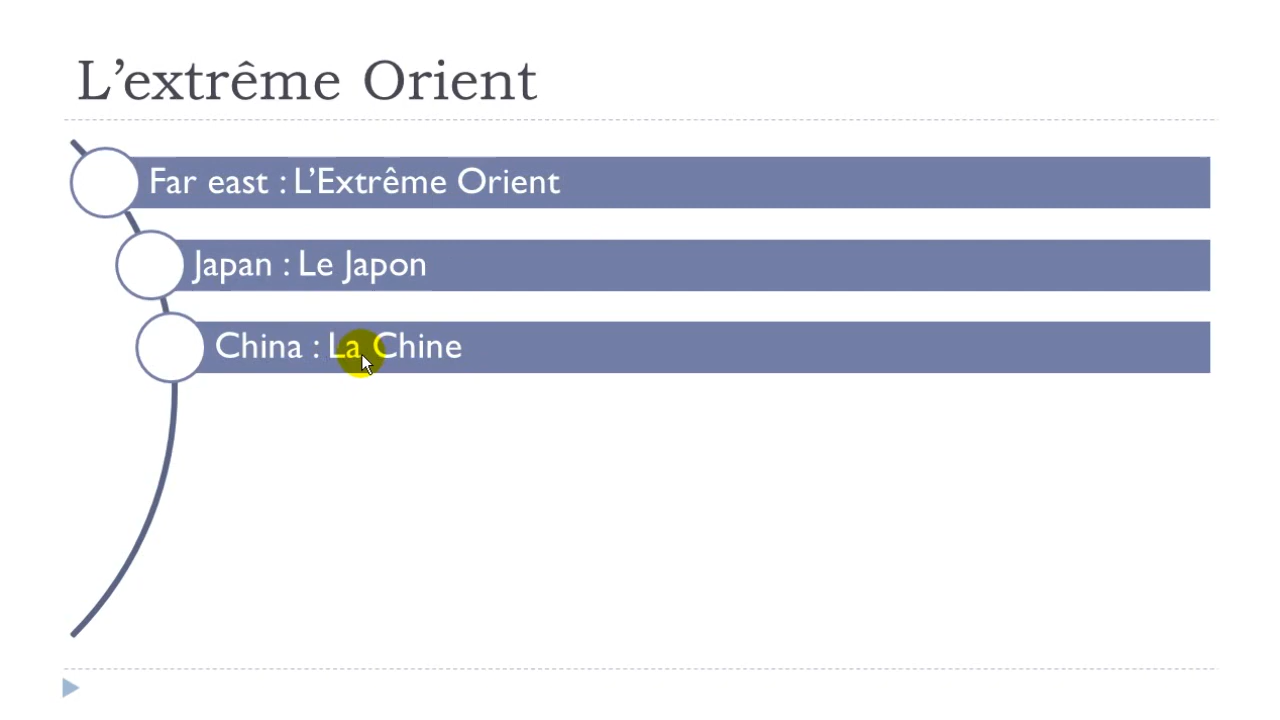 L’extrême Orient
Far east : L’Extrême Orient
Japan : Le Japon
China : La Chine